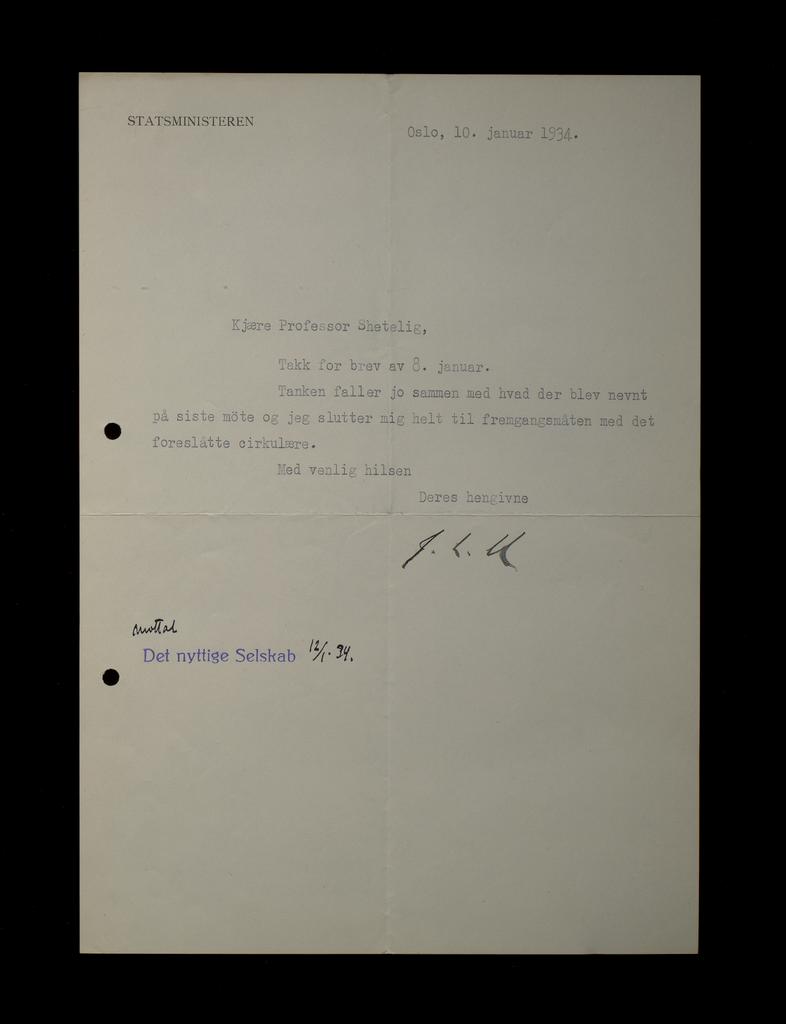 STATSMINISTEREN
Oslo, 10. januar 1934.
Kjære Professor Shetelig,
Takk for brev av 8. januar.
Tanken faller jo sammen med hvad der blev nevnt
på siste möte og jeg slutter mig helt til fremgangsmåten med det
foreslåtte cirkulære.
Med venlig hilsen
Deres hengivne
J. L. M
mottat
Det nyttige Selskab 12/1. 34.